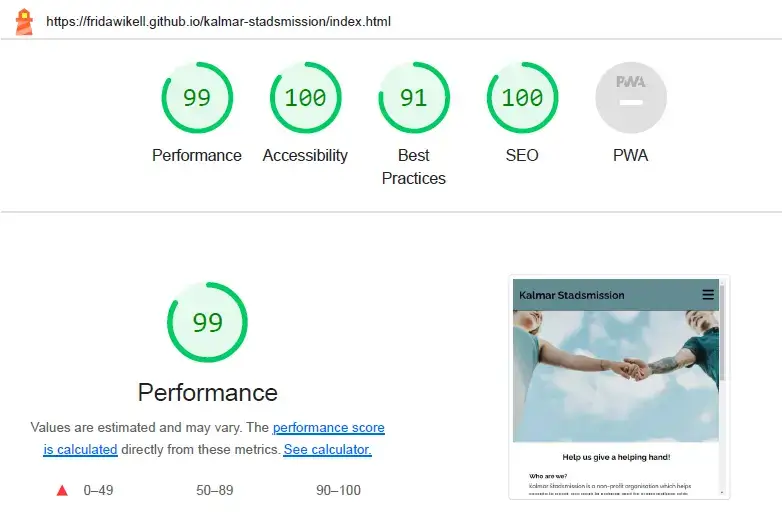 https://fridawikell.github.io/kalmar-stadsmission/index.html
99
100
91
100
PWA
Performance
Accessibility
Best
Practices
SEO
PWA
99
Performance
Values are estimated and may vary. The performance score
is calculated directly from these metrics. See calculator.
0–49
50–89
90–100
Kalmar Stadsmission
Help us give a helping hand!
Who are we?
Kalmar Stadsmission is a non-profit organisation which helps